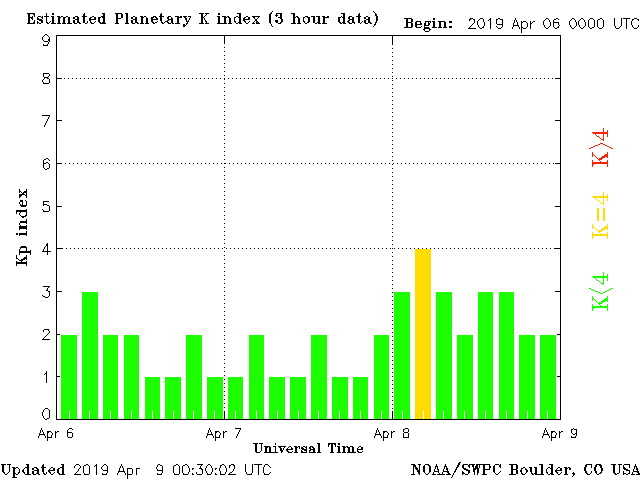 Estimated Planetary K index (3 hour data)
Begin: 2019 Apr 06 0000 UTC
9
8
7
6
5
4
3
2
1
0
Kp index
K>4
K=4
K<4
Apr 6
Apr 7
Apr 8
Apr 9
Universal Time
Updated 2019 Apr 9 00:30:02 UTC
NOAA/SWPC Boulder, CO USA